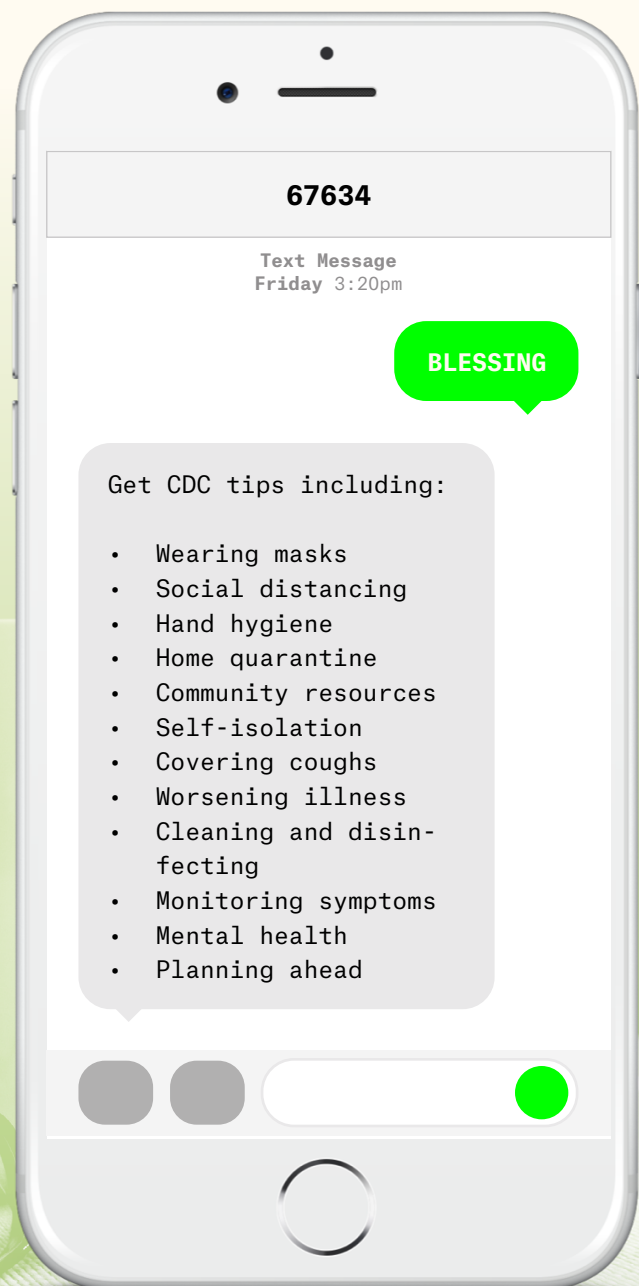 67634
Text Message
Friday 3:20pm
BLESSING
Get CDC tips including:
• Wearing masks
• Social distancing
• Hand hygiene
• Home quarantine
• Community resources
• Self-isolation
• Covering coughs
• Worsening illness
• Cleaning and disin-
fecting
• Monitoring symptoms
• Mental health
• Planning ahead